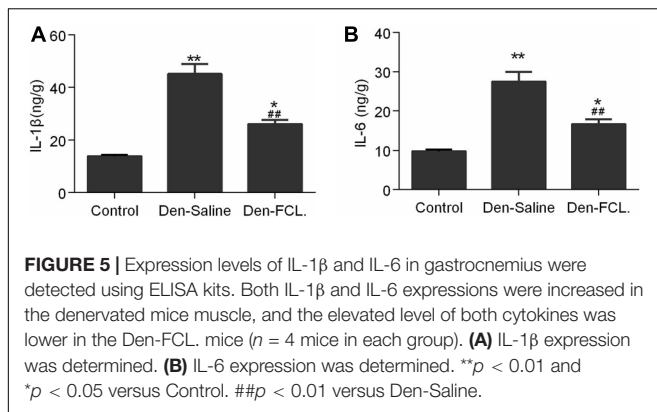 A
B
**
**
*
##
*
##
IL-1β(ng/g)
60
40
20
0
Control Den-Saline Den-FCL.
IL-6 (ng/g)
40
30
20
10
0
Control Den-Saline Den-FCL.
FIGURE 5 | Expression levels of IL-1β and IL-6 in gastrocnemius were
detected using ELISA kits. Both IL-1β and IL-6 expressions were increased in
the denervated mice muscle, and the elevated level of both cytokines was
lower in the Den-FCL. mice (n = 4 mice in each group). (A) IL-1β expression
was determined. (B) IL-6 expression was determined. **p < 0.01 and
*p < 0.05 versus Control. ##p < 0.01 versus Den-Saline.